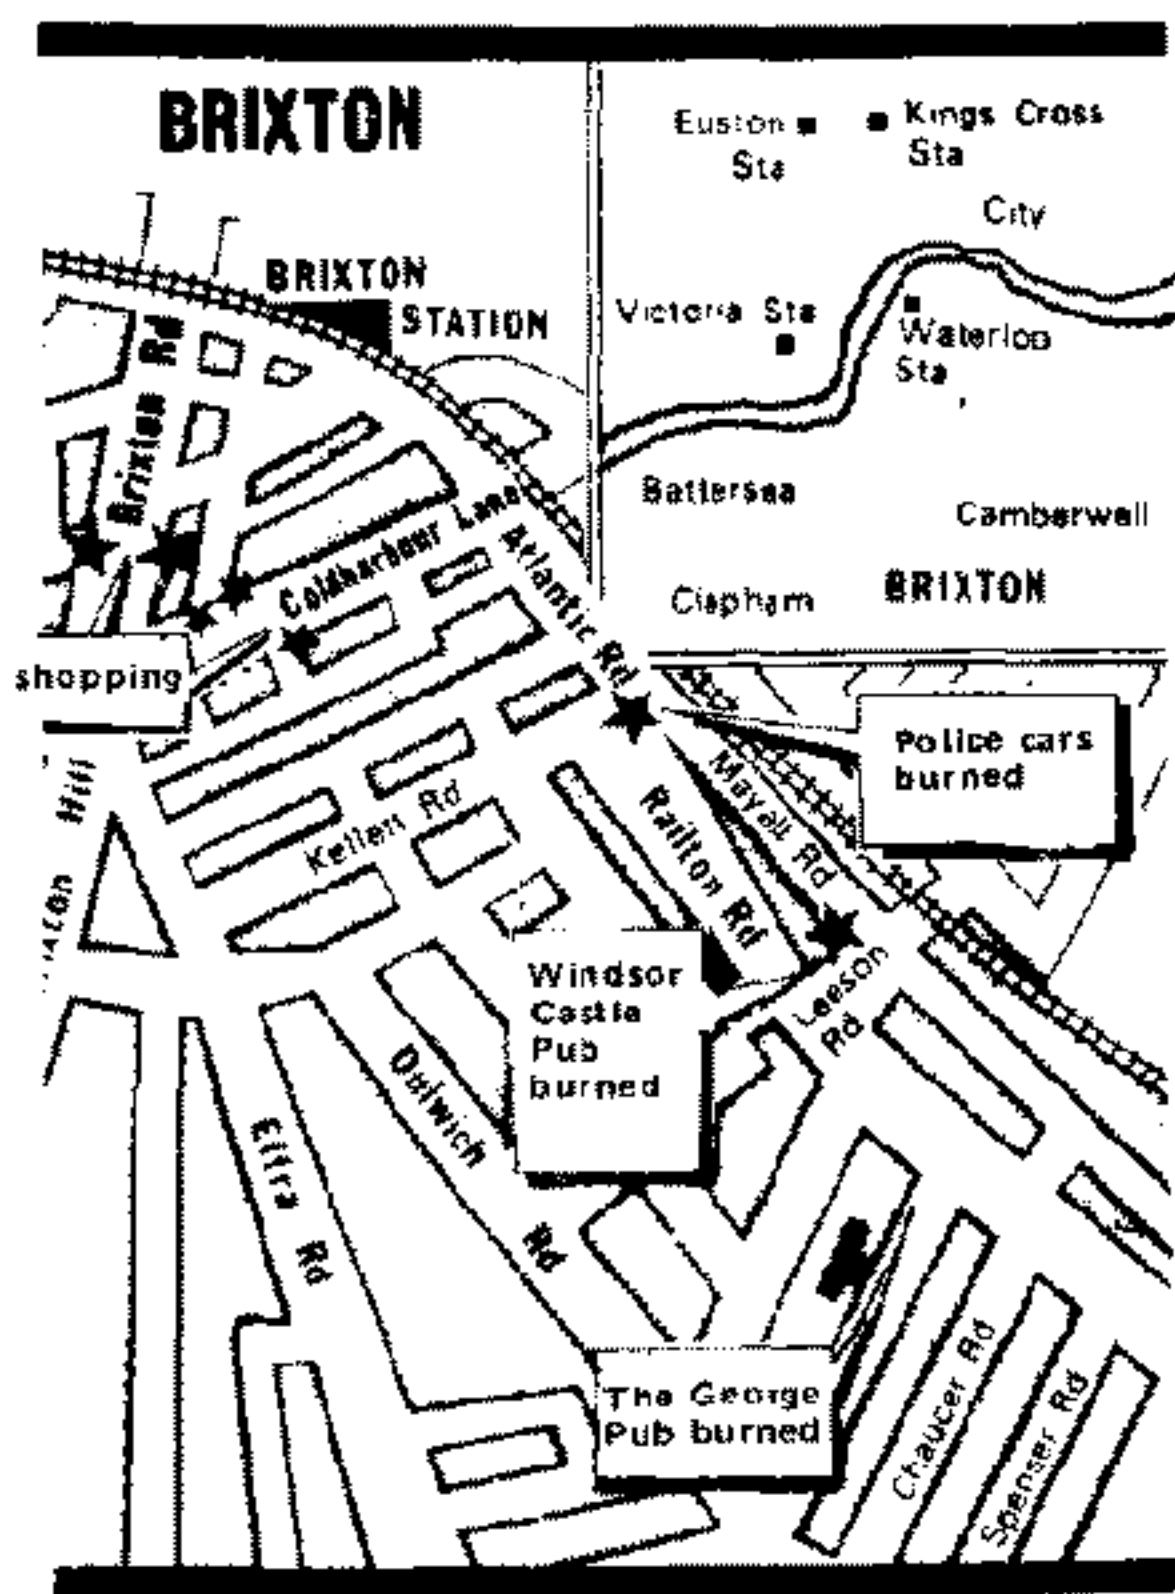 BRIXTON
Euston
Sta
Kings Cross
Sta
City
Victoria Sta
Waterloo
Sta
Battersea
Camberwell
Clapham
BRIXTON
BRIXTON
STATION
Brixton Rd
Coldharbour Lane
Atlantic Rd
shopping
Police cars
burned
Mayall Rd
Railton Rd
Hill
Kellett Rd
Windsor
Castle
Pub
burned
Leeson
Rd
Dulwich
Rd
Effra Rd
The George
Pub burned
Chaucer Rd
Spenser Rd